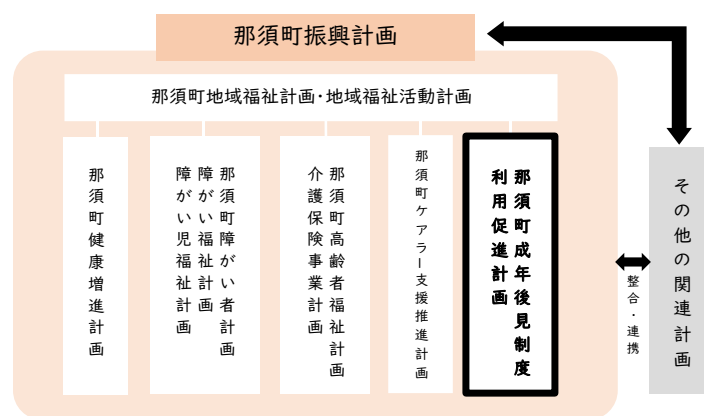 那須町振興計画
那須町地域福祉計画・地域福祉活動計画
那須町健康増進計画
那須町障がい者計画
障がい福祉計画
障がい児福祉計画
那須町高齢者福祉計画
介護保険事業計画
那須町ケアラー支援推進計画
那須町成年後見制度
利用促進計画
整合・連携
その他の関連計画